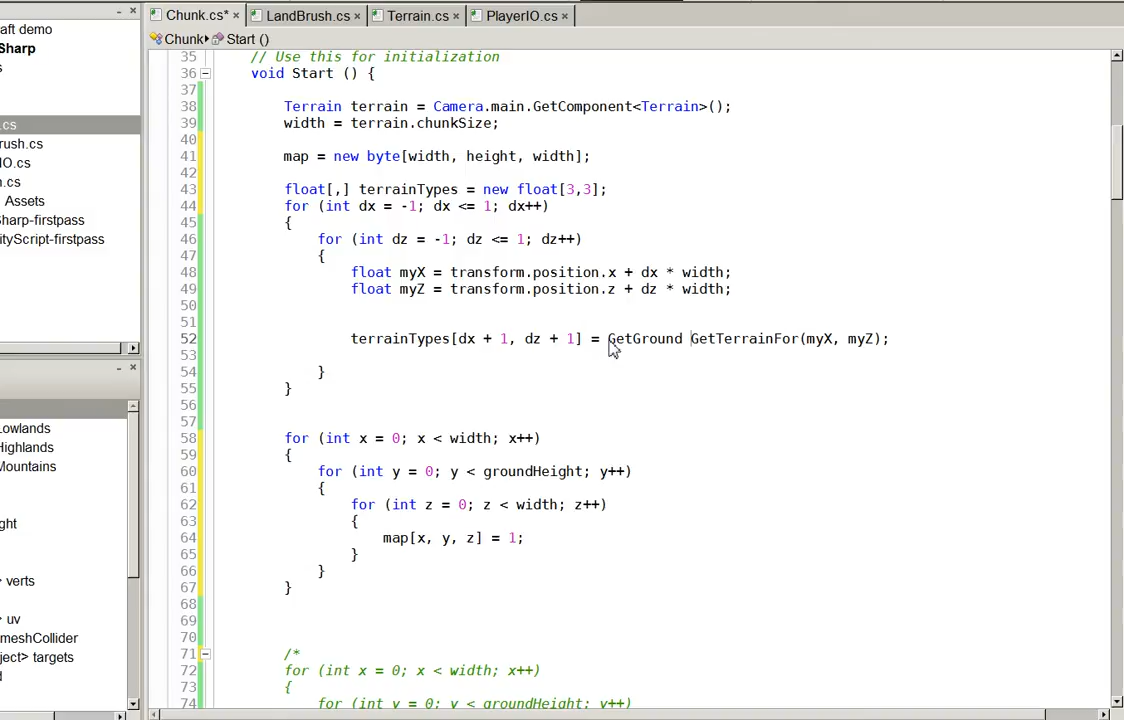 Chunk.cs* × LandBrush.cs × Terrain.cs × PlayerIO.cs ×
Chunk Start ()
aft demo
Sharp
s
.cs
rush.cs
IO.cs
n.cs
Assets
Sharp-firstpass
ityScript-firstpass
Lowlands
Highlands
Mountains
ght
> verts
> uv
meshCollider
ject> targets
d
35 // Use this for initialization
36 void Start () {
37
38 Terrain terrain = Camera.main.GetComponent<Terrain>();
39 width = terrain.chunkSize;
40
41 map = new byte[width, height, width];
42
43 float[,] terrainTypes = new float[3,3];
44 for (int dx = -1; dx <= 1; dx++)
45 {
46 for (int dz = -1; dz <= 1; dz++)
47 {
48 float myX = transform.position.x + dx * width;
49 float myZ = transform.position.z + dz * width;
50
51
52 terrainTypes[dx + 1, dz + 1] = GetGround GetTerrainFor(myX, myZ);
53
54 }
55 }
56
57
58 for (int x = 0; x < width; x++)
59 {
60 for (int y = 0; y < groundHeight; y++)
61 {
62 for (int z = 0; z < width; z++)
63 {
64 map[x, y, z] = 1;
65 }
66 }
67 }
68
69
70
71 /*
72 for (int x = 0; x < width; x++)
73 {
74 for (int y = 0; y < groundHeight; y++)